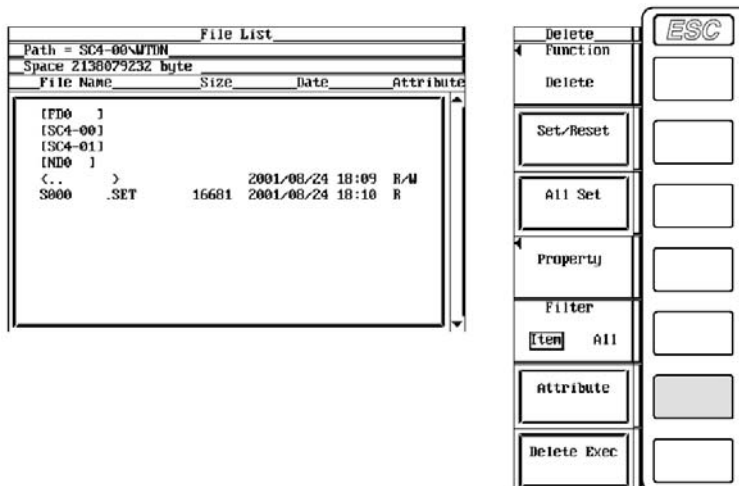 File List
Path = SC4-00\WTDN
Space 2138079232 byte
File Name Size Date Attribute
[FD0 ]
[SC4-00]
[SC4-01]
[ND0 ]
<.. > 2001/08/24 18:09 R/W
S000 .SET 16681 2001/08/24 18:10 R
ESC
Delete
Function
Delete
Set/Reset
All Set
Property
Filter
Item All
Attribute
Delete Exec